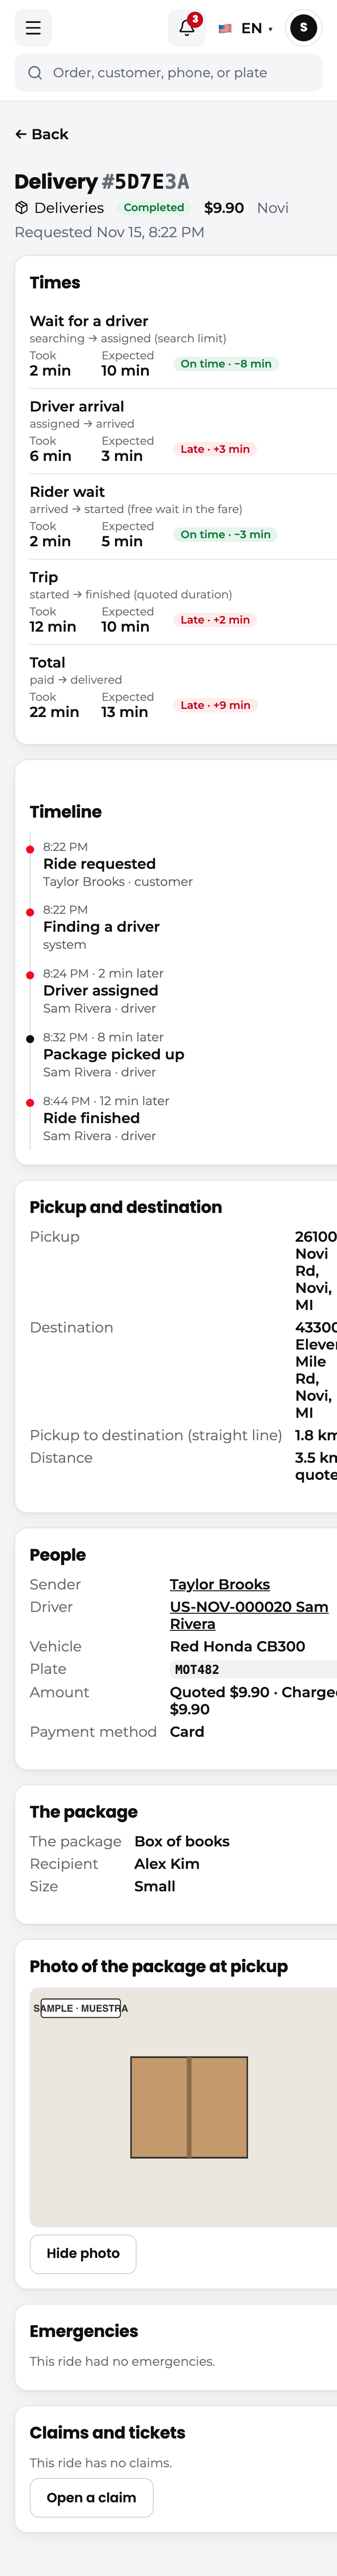 3
EN
S
Order, customer, phone, or plate
← Back
Delivery #5D7E3A
Deliveries Completed $9.90 Novi
Requested Nov 15, 8:22 PM
Times
Wait for a driver
searching → assigned (search limit)
Took Expected
2 min 10 min On time · −8 min
Driver arrival
assigned → arrived
Took Expected
6 min 3 min Late · +3 min
Rider wait
arrived → started (free wait in the fare)
Took Expected
2 min 5 min On time · −3 min
Trip
started → finished (quoted duration)
Took Expected
12 min 10 min Late · +2 min
Total
paid → delivered
Took Expected
22 min 13 min Late · +9 min
Timeline
8:22 PM
Ride requested
Taylor Brooks · customer
8:22 PM
Finding a driver
system
8:24 PM · 2 min later
Driver assigned
Sam Rivera · driver
8:32 PM · 8 min later
Package picked up
Sam Rivera · driver
8:44 PM · 12 min later
Ride finished
Sam Rivera · driver
Pickup and destination
Pickup 26100
Novi
Rd,
Novi,
MI
Destination 43300
Eleven
Mile
Rd,
Novi,
MI
Pickup to destination (straight line) 1.8 km
Distance 3.5 km
quote
People
Sender Taylor Brooks
Driver US-NOV-000020 Sam
Rivera
Vehicle Red Honda CB300
Plate MOT482
Amount Quoted $9.90 · Charged
$9.90
Payment method Card
The package
The package Box of books
Recipient Alex Kim
Size Small
Photo of the package at pickup
SAMPLE · MUESTRA
Hide photo
Emergencies
This ride had no emergencies.
Claims and tickets
This ride has no claims.
Open a claim